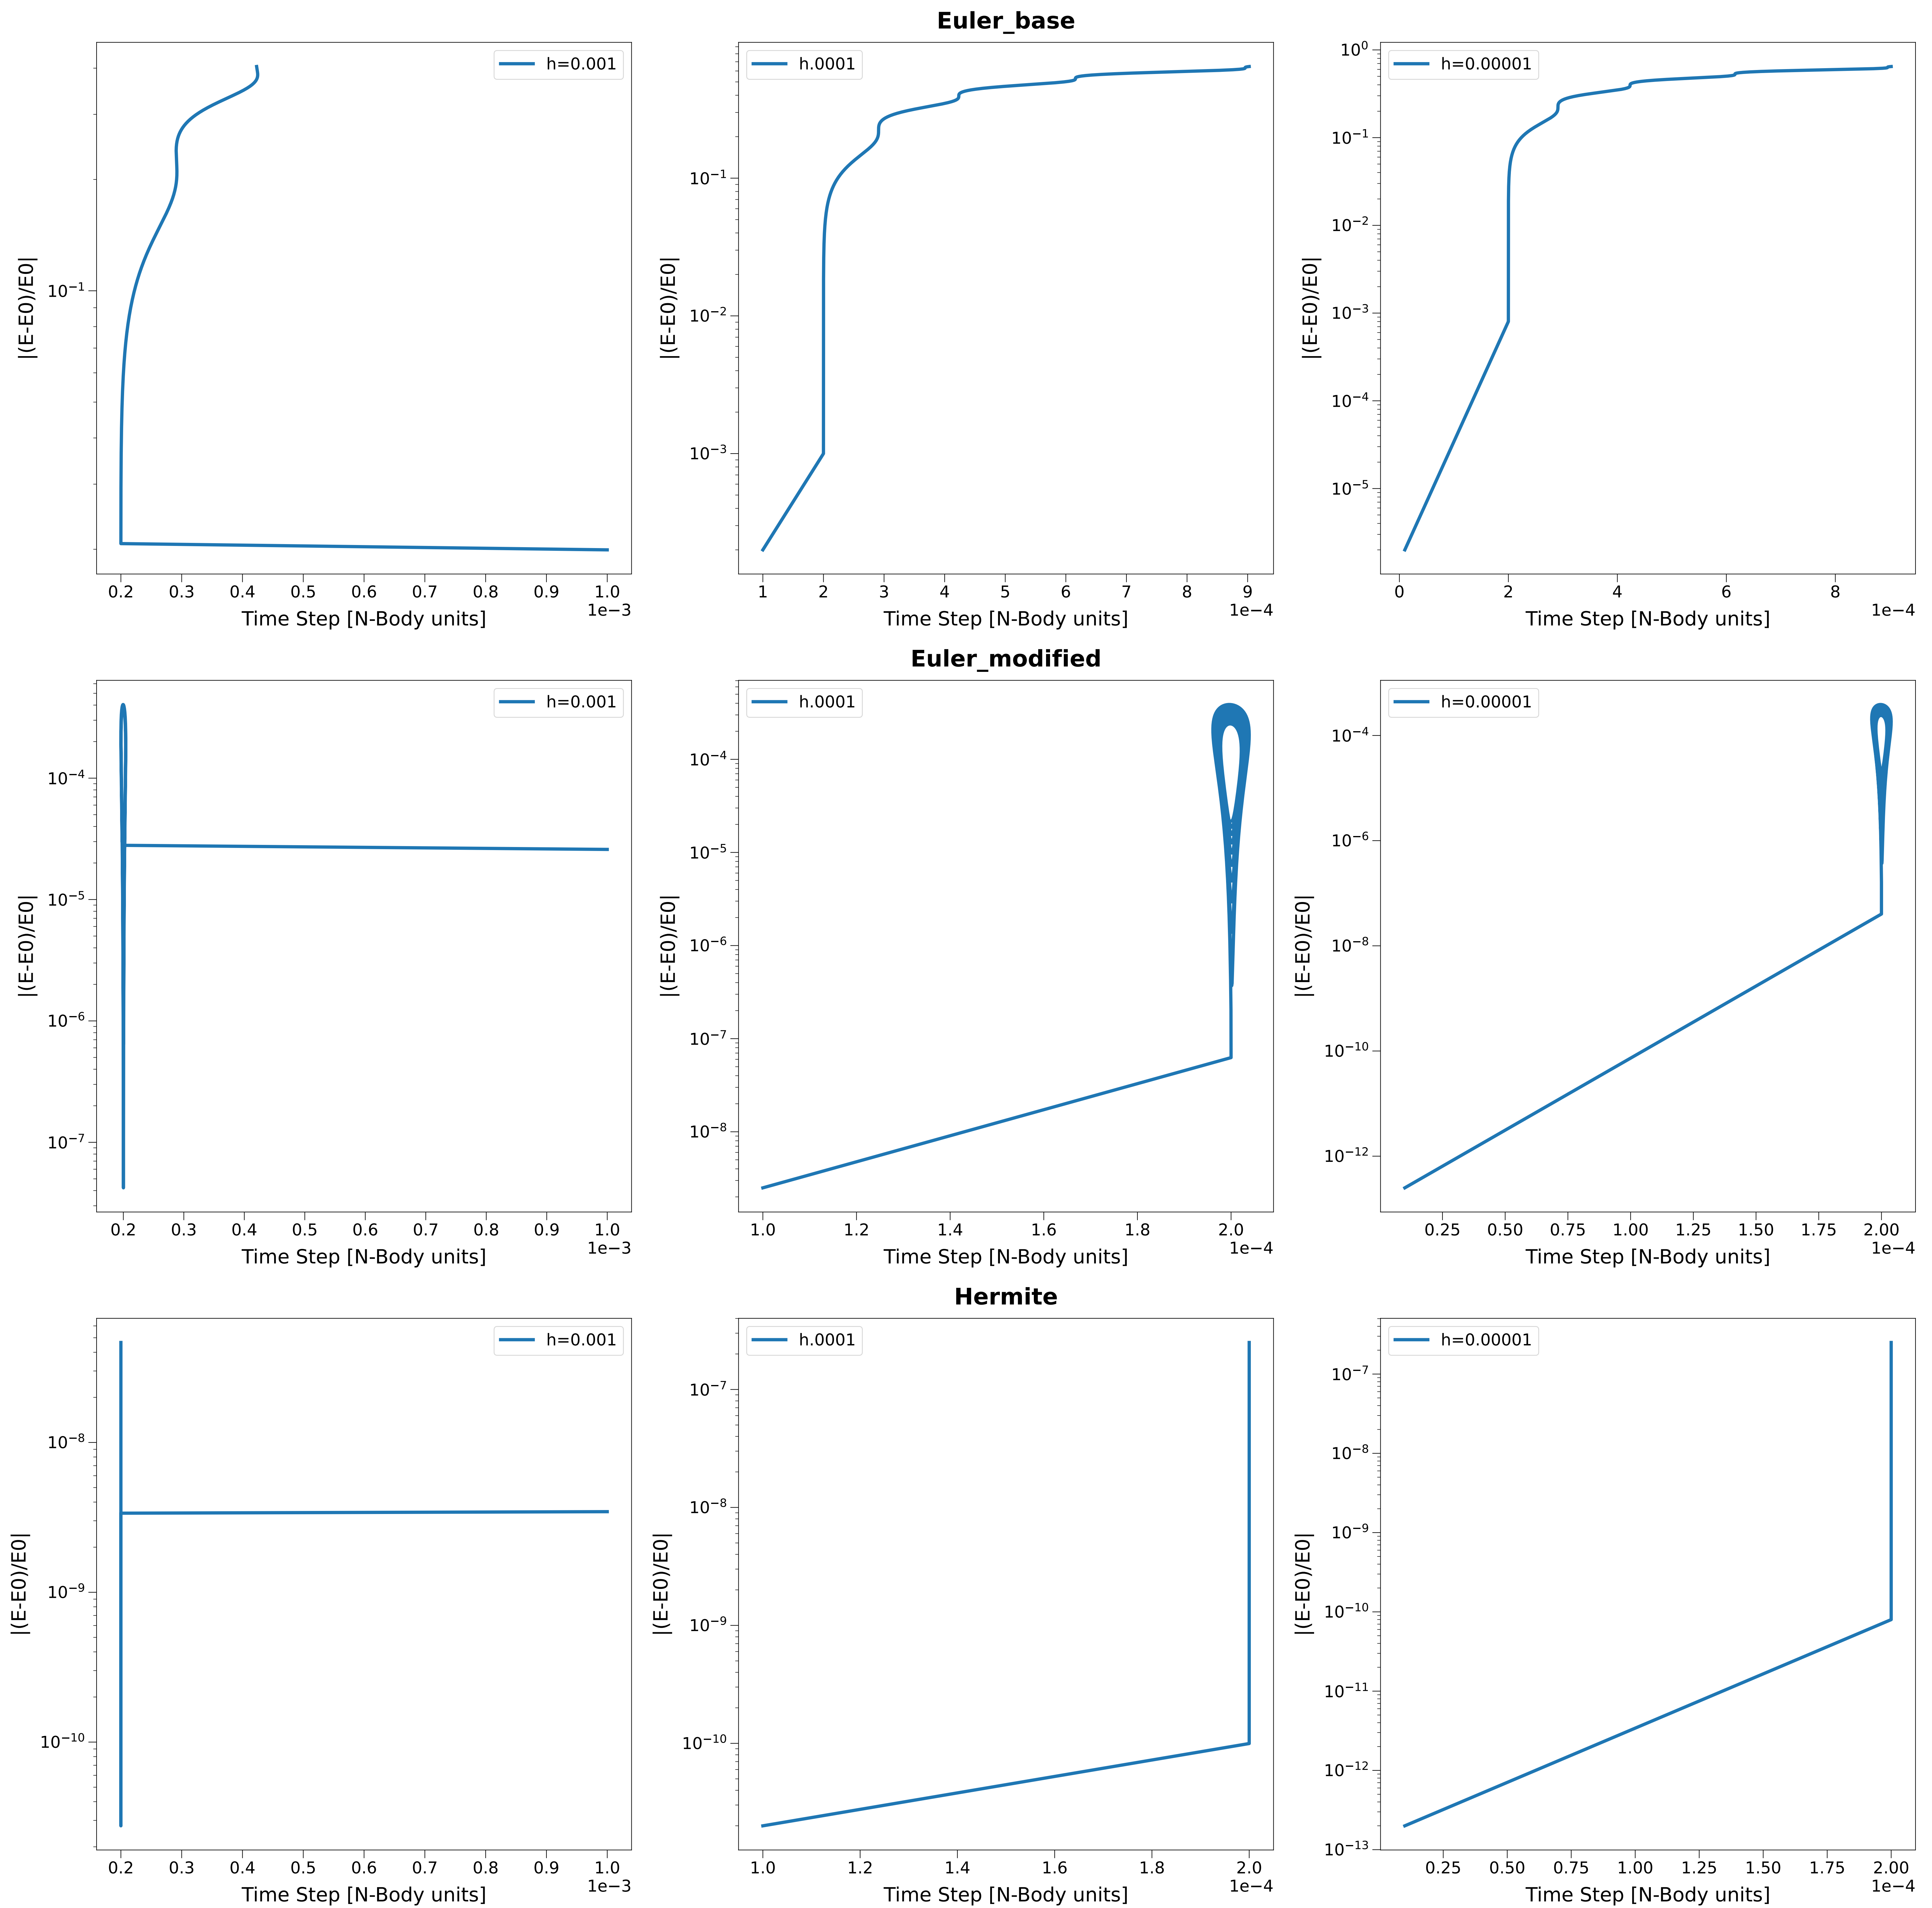 Euler_base
|(E-E0)/E0|
10⁻¹
h=0.001
0.2 0.3 0.4 0.5 0.6 0.7 0.8 0.9 1.0
1e−3
Time Step [N-Body units]
|(E-E0)/E0|
10⁻¹
10⁻²
10⁻³
h.0001
1 2 3 4 5 6 7 8 9
1e−4
Time Step [N-Body units]
|(E-E0)/E0|
10⁰
10⁻¹
10⁻²
10⁻³
10⁻⁴
10⁻⁵
h=0.00001
0 2 4 6 8
1e−4
Time Step [N-Body units]
Euler_modified
|(E-E0)/E0|
10⁻⁴
10⁻⁵
10⁻⁶
10⁻⁷
h=0.001
0.2 0.3 0.4 0.5 0.6 0.7 0.8 0.9 1.0
1e−3
Time Step [N-Body units]
|(E-E0)/E0|
10⁻⁴
10⁻⁵
10⁻⁶
10⁻⁷
10⁻⁸
h.0001
1.0 1.2 1.4 1.6 1.8 2.0
1e−4
Time Step [N-Body units]
|(E-E0)/E0|
10⁻⁴
10⁻⁶
10⁻⁸
10⁻¹⁰
10⁻¹²
h=0.00001
0.25 0.50 0.75 1.00 1.25 1.50 1.75 2.00
1e−4
Time Step [N-Body units]
Hermite
|(E-E0)/E0|
10⁻⁸
10⁻⁹
10⁻¹⁰
h=0.001
0.2 0.3 0.4 0.5 0.6 0.7 0.8 0.9 1.0
1e−3
Time Step [N-Body units]
|(E-E0)/E0|
10⁻⁷
10⁻⁸
10⁻⁹
10⁻¹⁰
h.0001
1.0 1.2 1.4 1.6 1.8 2.0
1e−4
Time Step [N-Body units]
|(E-E0)/E0|
10⁻⁷
10⁻⁸
10⁻⁹
10⁻¹⁰
10⁻¹¹
10⁻¹²
10⁻¹³
h=0.00001
0.25 0.50 0.75 1.00 1.25 1.50 1.75 2.00
1e−4
Time Step [N-Body units]